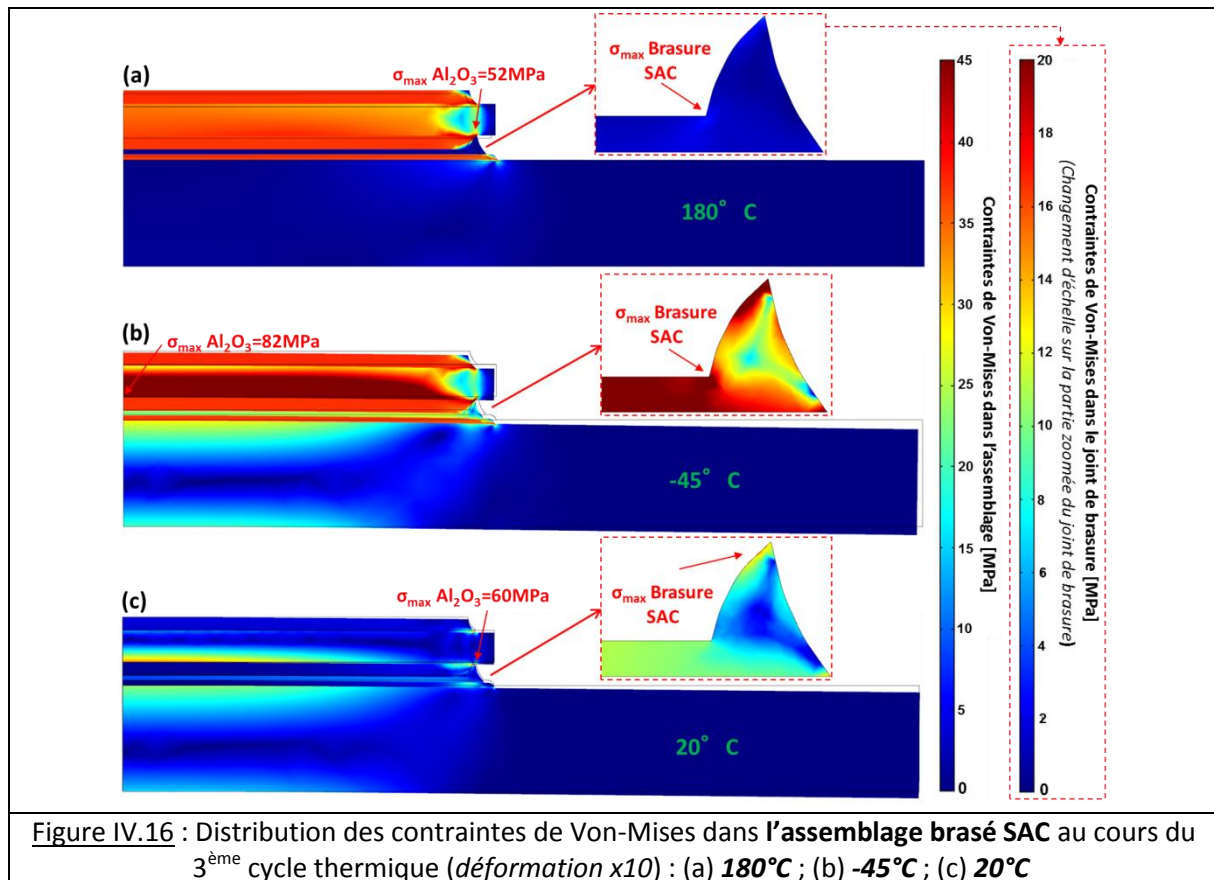 (a)
σmax Al₂O₃=52MPa
σmax Brasure
SAC
180° C
(b)
σmax Al₂O₃=82MPa
σmax Brasure
SAC
-45° C
(c)
σmax Al₂O₃=60MPa
σmax Brasure
SAC
20° C
45
40
35
30
25
20
15
10
5
0
Contraintes de Von-Mises dans l’assemblage [MPa]
20
18
16
14
12
10
8
6
4
2
0
Contraintes de Von-Mises dans le joint de brasure [MPa]
(Changement d’échelle sur la partie zoomée du joint de brasure)
Figure IV.16 : Distribution des contraintes de Von-Mises dans l’assemblage brasé SAC au cours du
3ème cycle thermique (déformation x10) : (a) 180°C ; (b) -45°C ; (c) 20°C